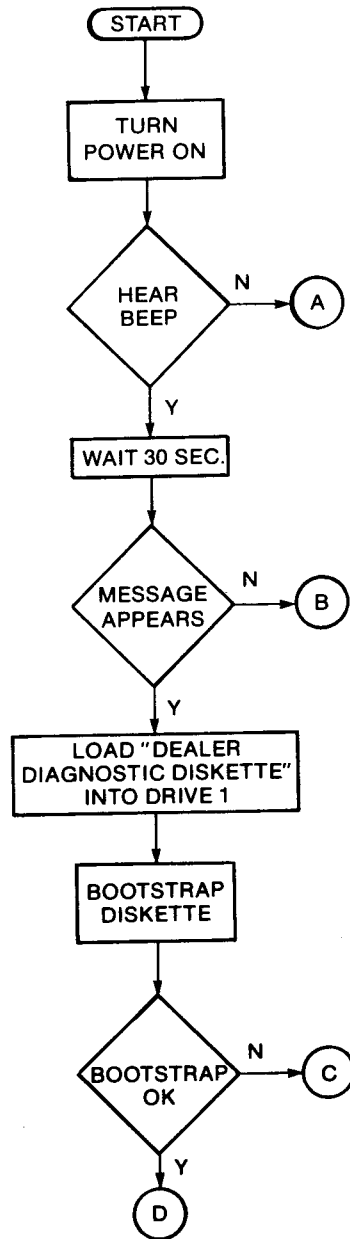 START
TURN
POWER ON
HEAR
BEEP
N
A
Y
WAIT 30 SEC.
MESSAGE
APPEARS
N
B
Y
LOAD "DEALER
DIAGNOSTIC DISKETTE"
INTO DRIVE 1
BOOTSTRAP
DISKETTE
BOOTSTRAP
OK
N
C
Y
D